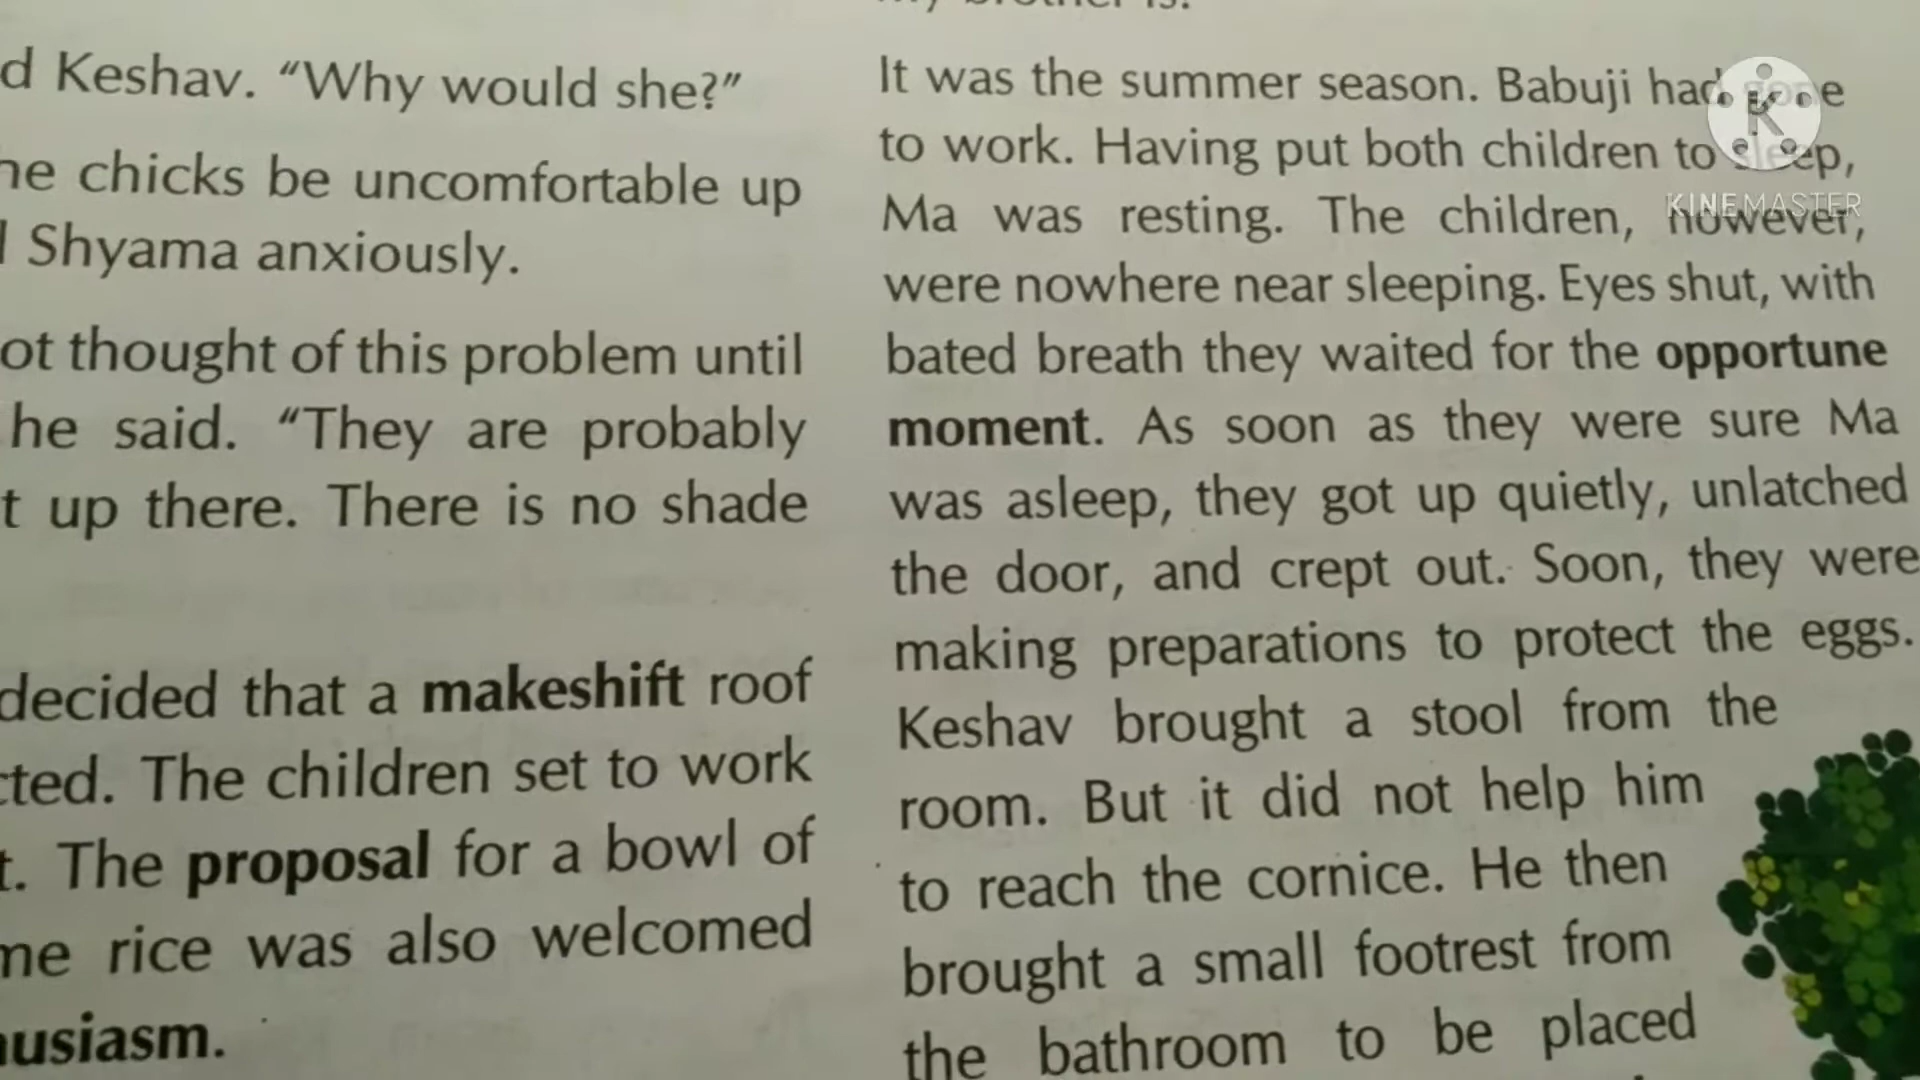 d Keshav. “Why would she?”
he chicks be uncomfortable up
Shyama anxiously.
ot thought of this problem until
he said. “They are probably
t up there. There is no shade
decided that a makeshift roof
cted. The children set to work
t. The proposal for a bowl of
me rice was also welcomed
usiasm.
my brother is.
It was the summer season. Babuji had gone
to work. Having put both children to sleep,
Ma was resting. The children, however,
were nowhere near sleeping. Eyes shut, with
bated breath they waited for the opportune
moment. As soon as they were sure Ma
was asleep, they got up quietly, unlatched
the door, and crept out. Soon, they were
making preparations to protect the eggs.
Keshav brought a stool from the
room. But it did not help him
to reach the cornice. He then
brought a small footrest from
the bathroom to be placed
K
KINEMASTER